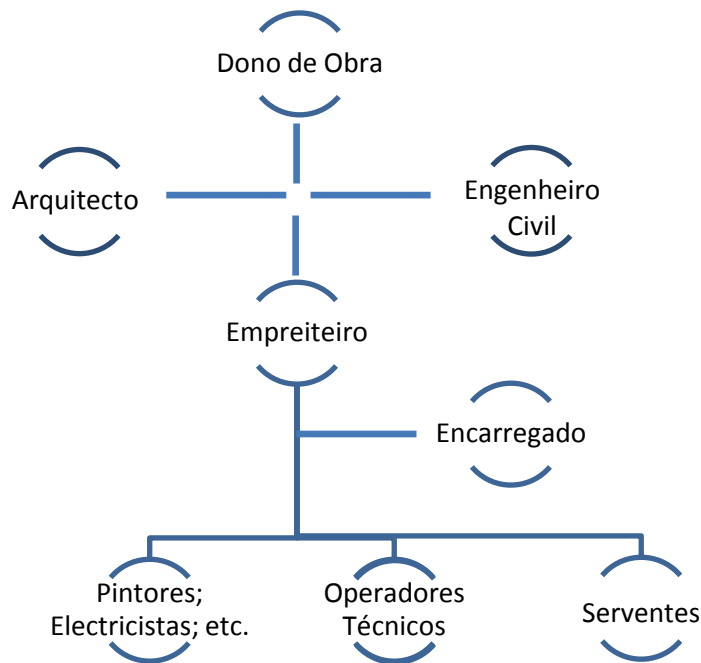 Dono de Obra
Arquitecto
Engenheiro
Civil
Empreiteiro
Encarregado
Pintores;
Electricistas; etc.
Operadores
Técnicos
Serventes